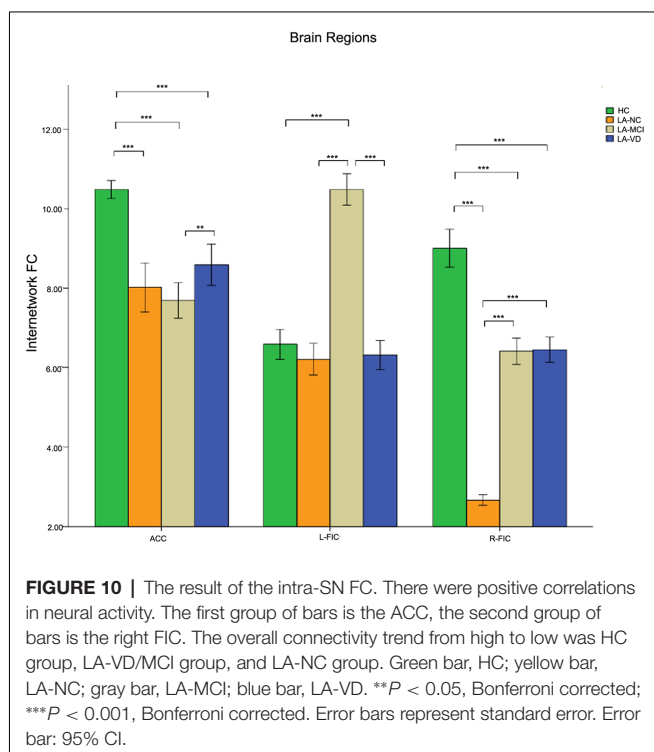 Brain Regions
HC
LA-NC
LA-MCI
LA-VD
Internetwork FC
12.00
10.00
8.00
6.00
4.00
2.00
*** *** *** **
*** *** ***
*** *** *** *** ***
ACC L-FIC R-FIC
FIGURE 10 | The result of the intra-SN FC. There were positive correlations
in neural activity. The first group of bars is the ACC, the second group of
bars is the right FIC. The overall connectivity trend from high to low was HC
group, LA-VD/MCI group, and LA-NC group. Green bar, HC; yellow bar,
LA-NC; gray bar, LA-MCI; blue bar, LA-VD. **P < 0.05, Bonferroni corrected;
***P < 0.001, Bonferroni corrected. Error bars represent standard error. Error
bar: 95% CI.